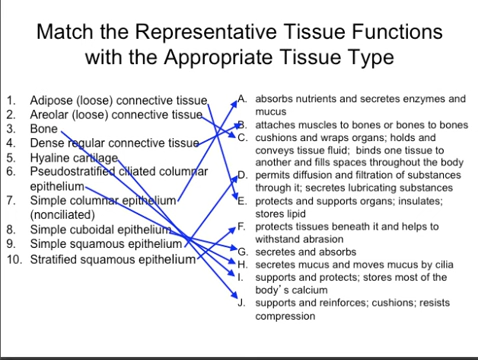 Match the Representative Tissue Functions
with the Appropriate Tissue Type
1. Adipose (loose) connective tissue
2. Areolar (loose) connective tissue
3. Bone
4. Dense regular connective tissue
5. Hyaline cartilage
6. Pseudostratified ciliated columnar
epithelium
7. Simple columnar epithelium
(nonciliated)
8. Simple cuboidal epithelium
9. Simple squamous epithelium
10. Stratified squamous epithelium
A. absorbs nutrients and secretes enzymes and
mucus
B. attaches muscles to bones or bones to bones
C. cushions and wraps organs; holds and
conveys tissue fluid; binds one tissue to
another and fills spaces throughout the body
D. permits diffusion and filtration of substances
through it; secretes lubricating substances
E. protects and supports organs; insulates;
stores lipid
F. protects tissues beneath it and helps to
withstand abrasion
G. secretes and absorbs
H. secretes mucus and moves mucus by cilia
I. supports and protects; stores most of the
body's calcium
J. supports and reinforces; cushions; resists
compression